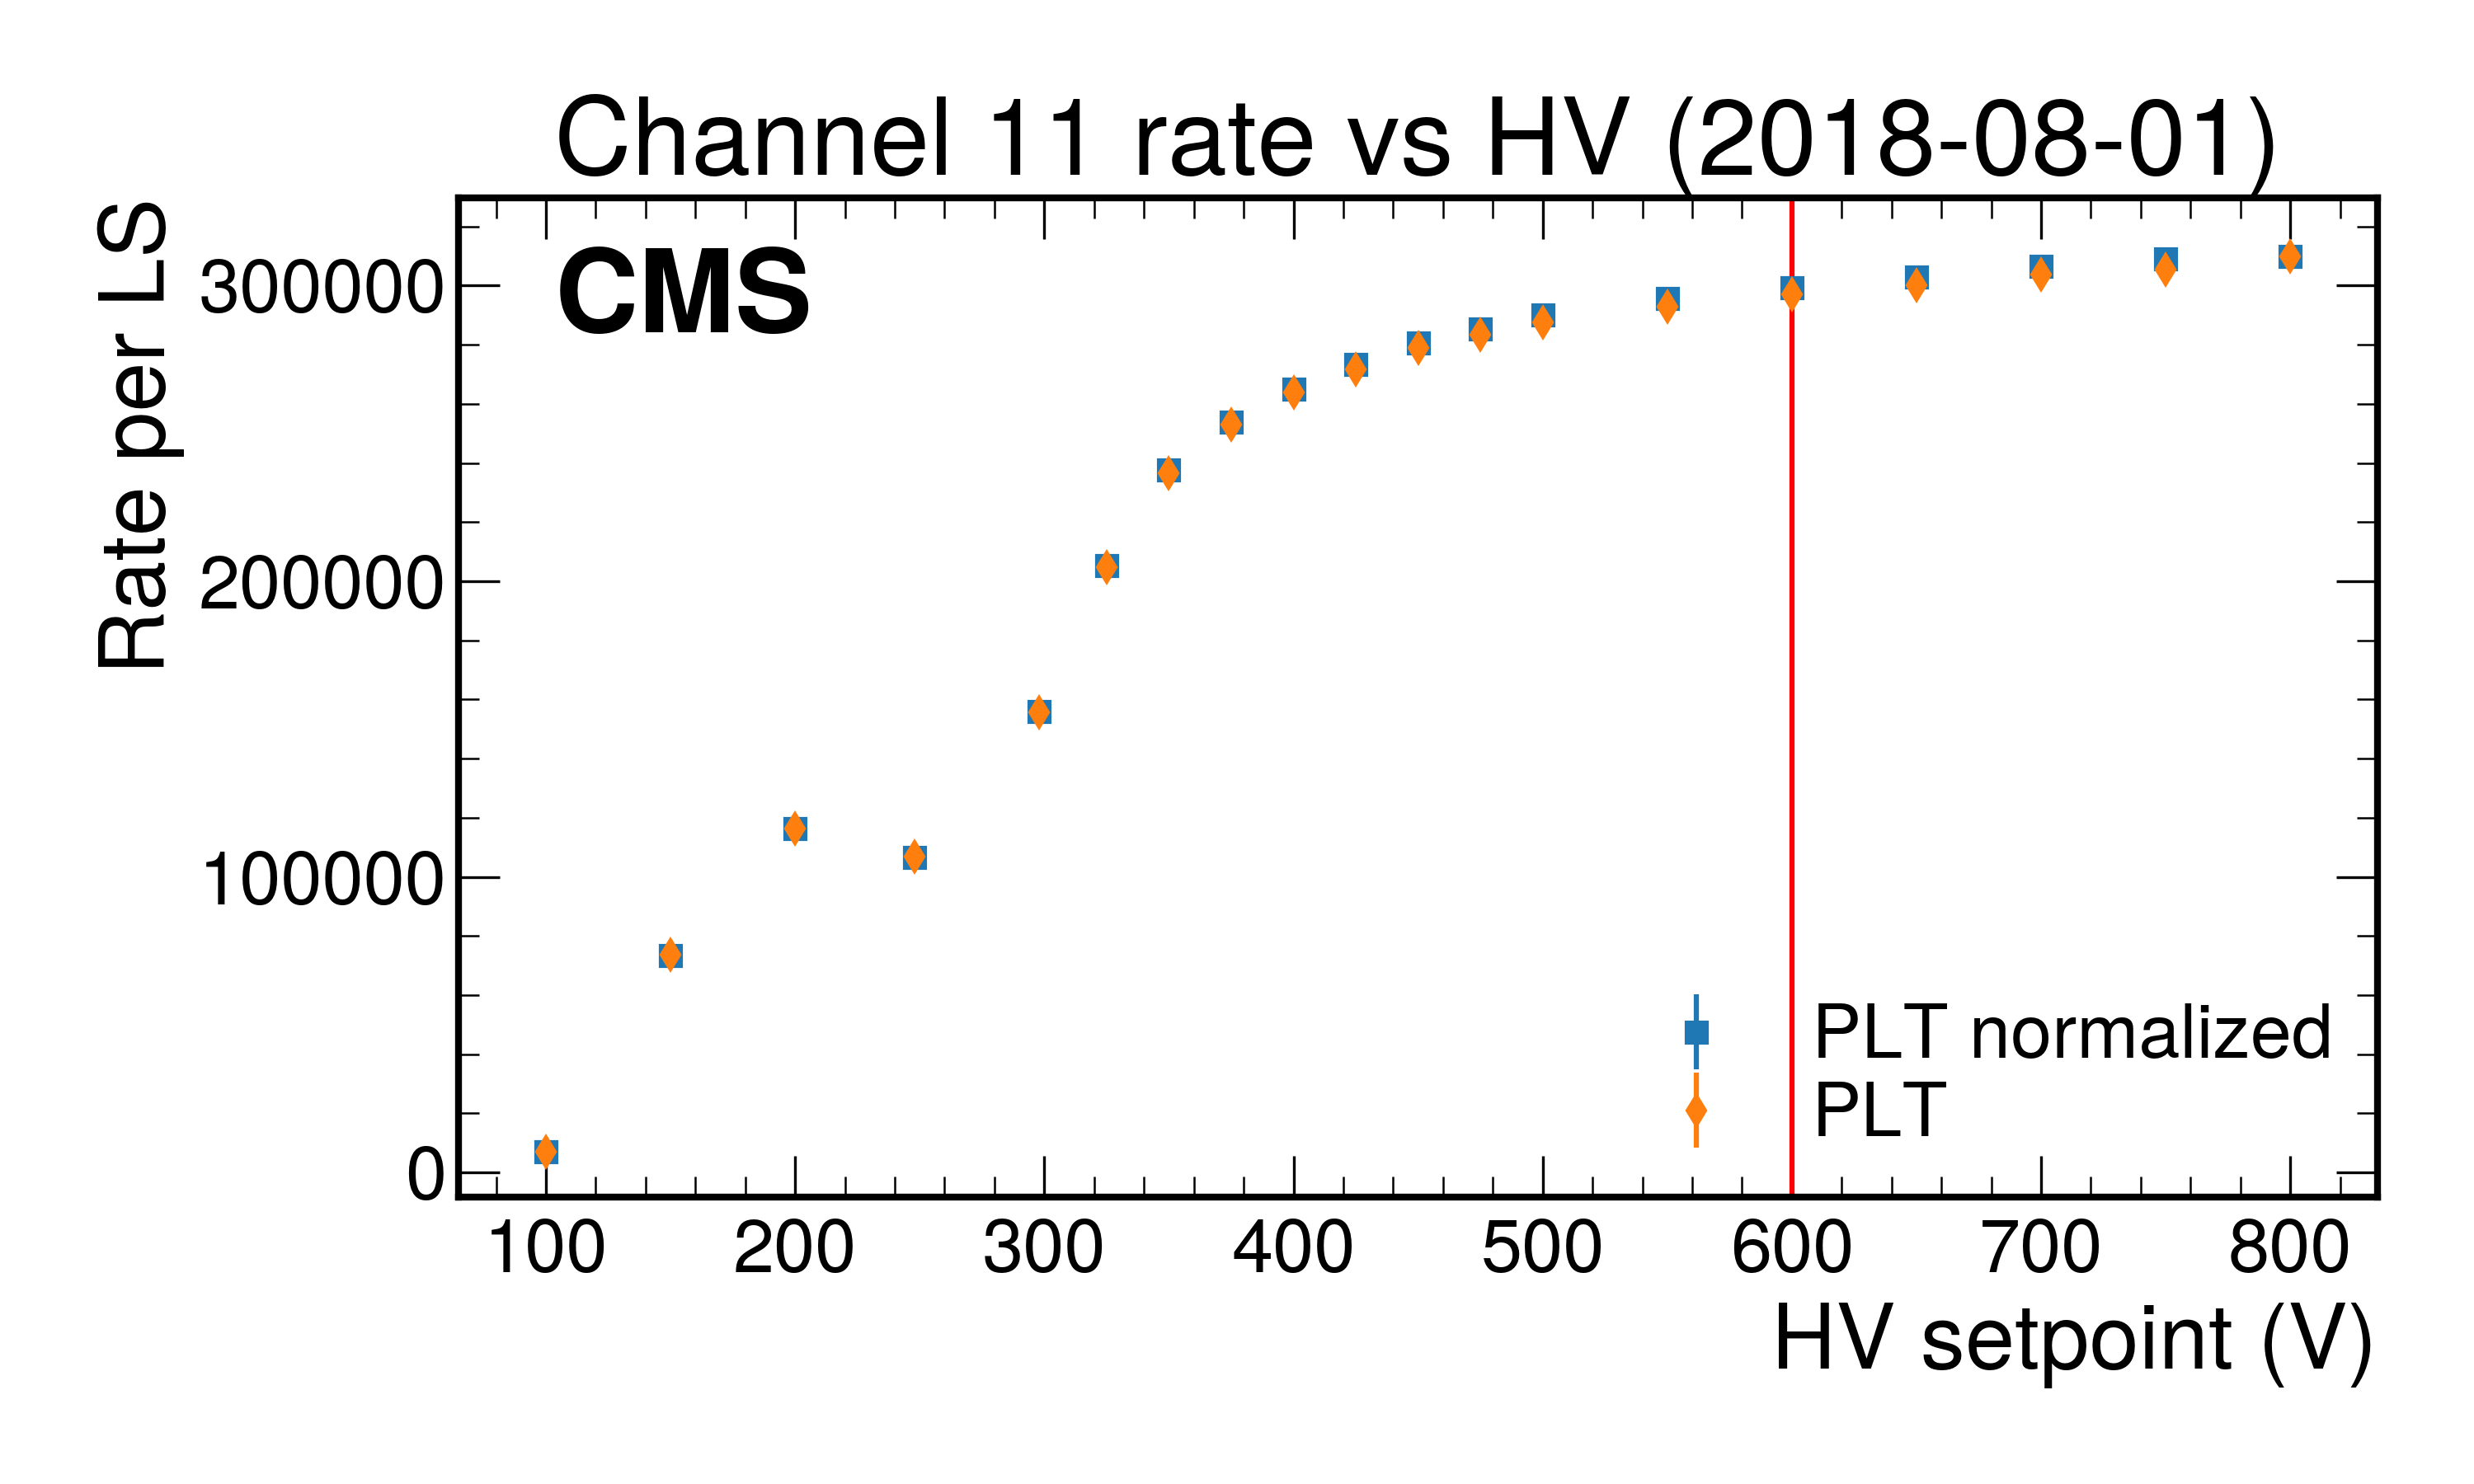 Channel 11 rate vs HV (2018-08-01)
CMS
Rate per LS
300000
200000
100000
0
PLT normalized
PLT
100 200 300 400 500 600 700 800
HV setpoint (V)